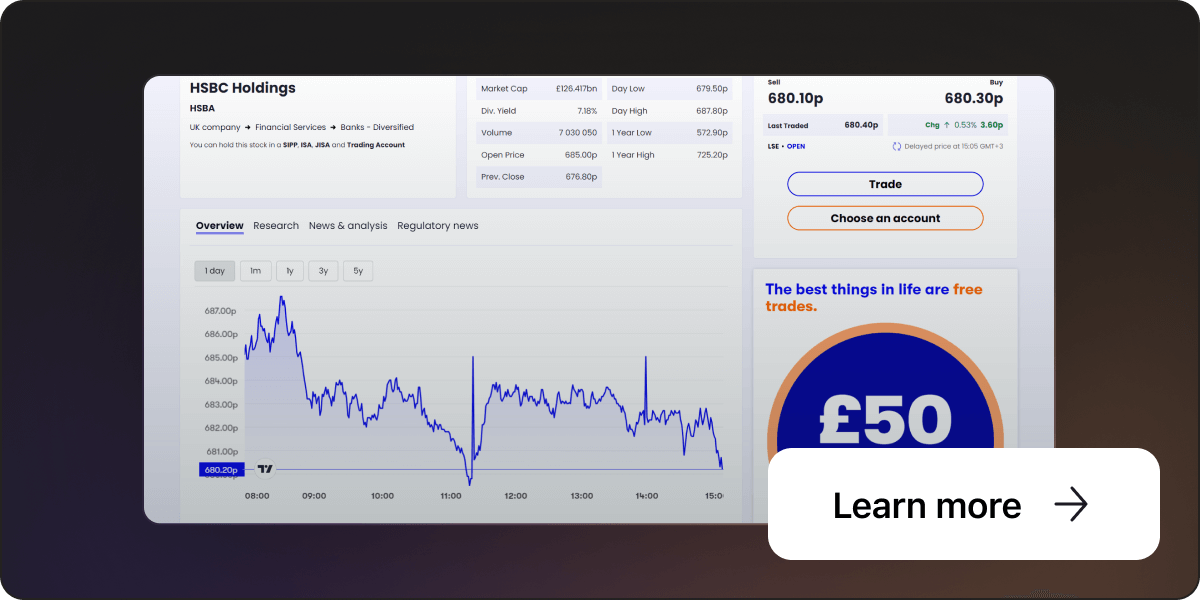 HSBC Holdings
HSBA
UK company → Financial Services → Banks - Diversified
You can hold this stock in a SIPP, ISA, JISA and Trading Account
Market Cap £126.417bn Day Low 679.50p
Div. Yield 7.18% Day High 687.80p
Volume 7 030 050 1 Year Low 572.90p
Open Price 685.00p 1 Year High 725.20p
Prev. Close 676.80p
Sell Buy
680.10p 680.30p
Last Traded 680.40p Chg ↑ 0.53% 3.60p
LSE • OPEN Delayed price at 15:05 GMT+3
Trade
Choose an account
Overview Research News & analysis Regulatory news
1 day 1m 1y 3y 5y
687.00p
686.00p
685.00p
684.00p
683.00p
682.00p
681.00p
680.20p
08:00 09:00 10:00 11:00 12:00 13:00 14:00 15:0
The best things in life are free
trades.
£50
Learn more →